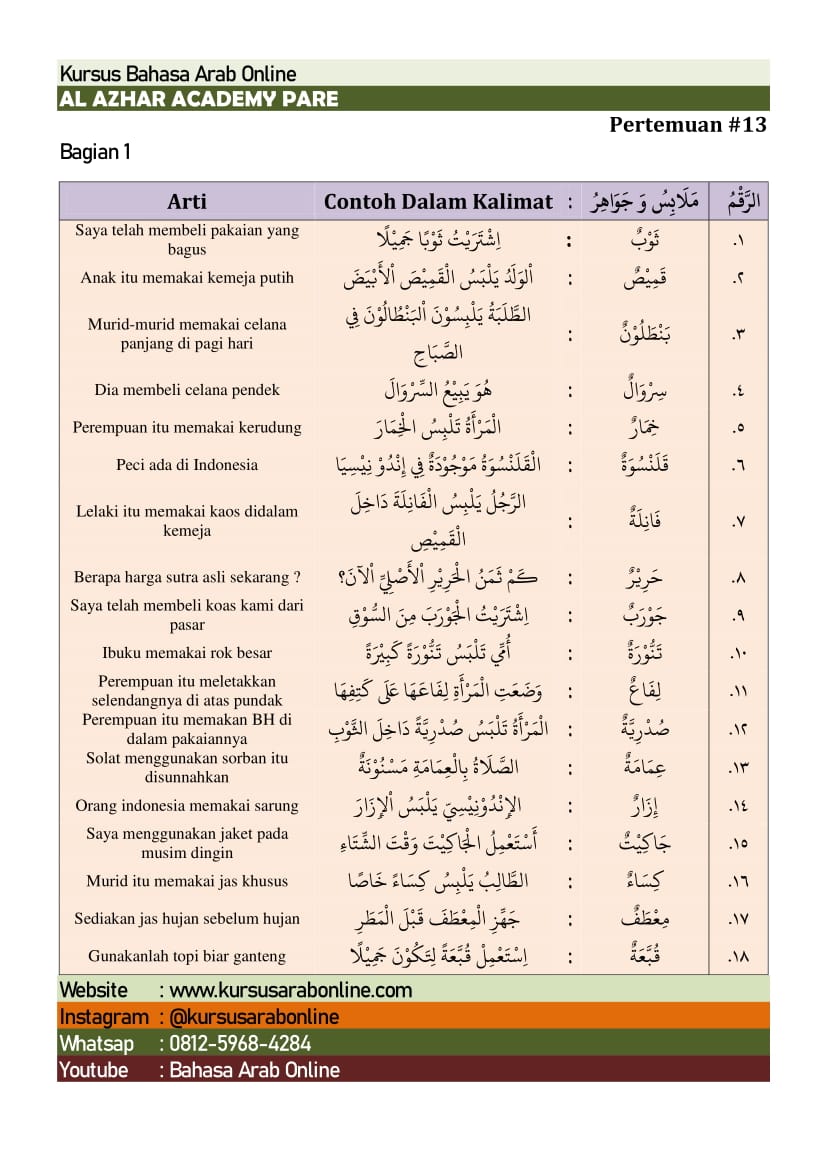 Kursus Bahasa Arab Online
AL AZHAR ACADEMY PARE
Pertemuan #13
Bagian 1
Arti Contoh Dalam Kalimat : مَلَابِسُ وَ جَوَاهِرُ الرَّقْمُ
Saya telah membeli pakaian yang
bagus
اِشْتَرَيْتُ ثَوْبًا جَمِيْلًا : ثَوْبٌ .١
Anak itu memakai kemeja putih
اْلوَلَدُ يَلْبَسُ الْقَمِيْصَ اْلأَبْيَضَ : قَمِيْصٌ .٢
Murid-murid memakai celana
panjang di pagi hari
الطَّلَبَةُ يَلْبِسُوْنَ اْلبَنْطَالُوْنَ فِي
الصَّبَاحِ
: بَنْطَلُوْنٌ .٣
Dia membeli celana pendek
هُوَ يَبِيْعُ السِّرْوَالَ : سِرْوَالٌ .٤
Perempuan itu memakai kerudung
الْمَرْأَةُ تَلْبِسُ الْخِمَارَ : خِمَارٌ .٥
Peci ada di Indonesia
الْقَلَنْسُوَةُ مَوْجُوْدَةٌ فِي إِنْدُوْ نِيْسِيَا : قَلَنْسُوَةٌ .٦
Lelaki itu memakai kaos didalam
kemeja
الرَّجُلُ يَلْبِسُ الْفَانِلَةَ دَاخِلَ
الْقَمِيْصِ
: فَانِلَةٌ .٧
Berapa harga sutra asli sekarang ?
كَمْ ثَمَنُ الْحَرِيْرِ اْلأَصْلِيِّ اْلآنَ؟ : حَرِيْرٌ .٨
Saya telah membeli koas kami dari
pasar
اِشْتَرَيْتُ الْجَوْرَبَ مِنَ السُّوْقِ : جَوْرَبٌ .٩
Ibuku memakai rok besar
أُمِّي تَلْبَسُ تَنُّوْرَةً كَبِيْرَةً : تَنُّوْرَةٌ .١٠
Perempuan itu meletakkan
selendangnya di atas pundak
وَضَعَتِ الْمَرْأَةِ لِفَاعَهَا عَلَى كَتِفِهَا : لِفَاعٌ .١١
Perempuan itu memakan BH di
dalam pakaiannya
الْمَرْأَةُ تَلْبَسُ صُدْرِيَّةً دَاخِلَ الثَّوْبِ : صُدْرِيَّةٌ .١٢
Solat menggunakan sorban itu
disunnahkan
الصَّلَاةُ بِالْعِمَامَةِ مَسْنُوْنَةٌ : عِمَامَةٌ .١٣
Orang indonesia memakai sarung
الإِنْدُوْنِيْسِيّ يَلْبَسُ اْلإِزَارَ : إِزَارٌ .١٤
Saya menggunakan jaket pada
musim dingin
أَسْتَعْمِلُ الْجَاكِيْتَ وَقْتَ الشِّتَاءِ : جَاكِيْتٌ .١٥
Murid itu memakai jas khusus
الطَّالِبُ يَلْبِسُ كِسَاءً خَاصًا : كِسَاءٌ .١٦
Sediakan jas hujan sebelum hujan
جَهِّزِ الْمِعْطَفَ قَبْلَ الْمَطَرِ : مِعْطَفٌ .١٧
Gunakanlah topi biar ganteng
اِسْتَعْمِلْ قُبَّعَةً لِتَكُوْنَ جَمِيْلًا : قُبَّعَةٌ .١٨
Website : www.kursusarabonline.com
Instagram : @kursusarabonline
Whatsap : 0812-5968-4284
Youtube : Bahasa Arab Online